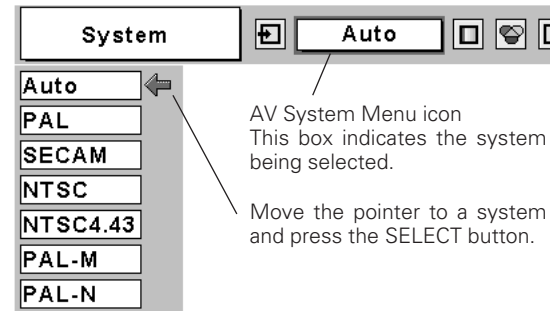 System
Auto
Auto
PAL
SECAM
NTSC
NTSC4.43
PAL-M
PAL-N
AV System Menu icon
This box indicates the system
being selected.
Move the pointer to a system
and press the SELECT button.